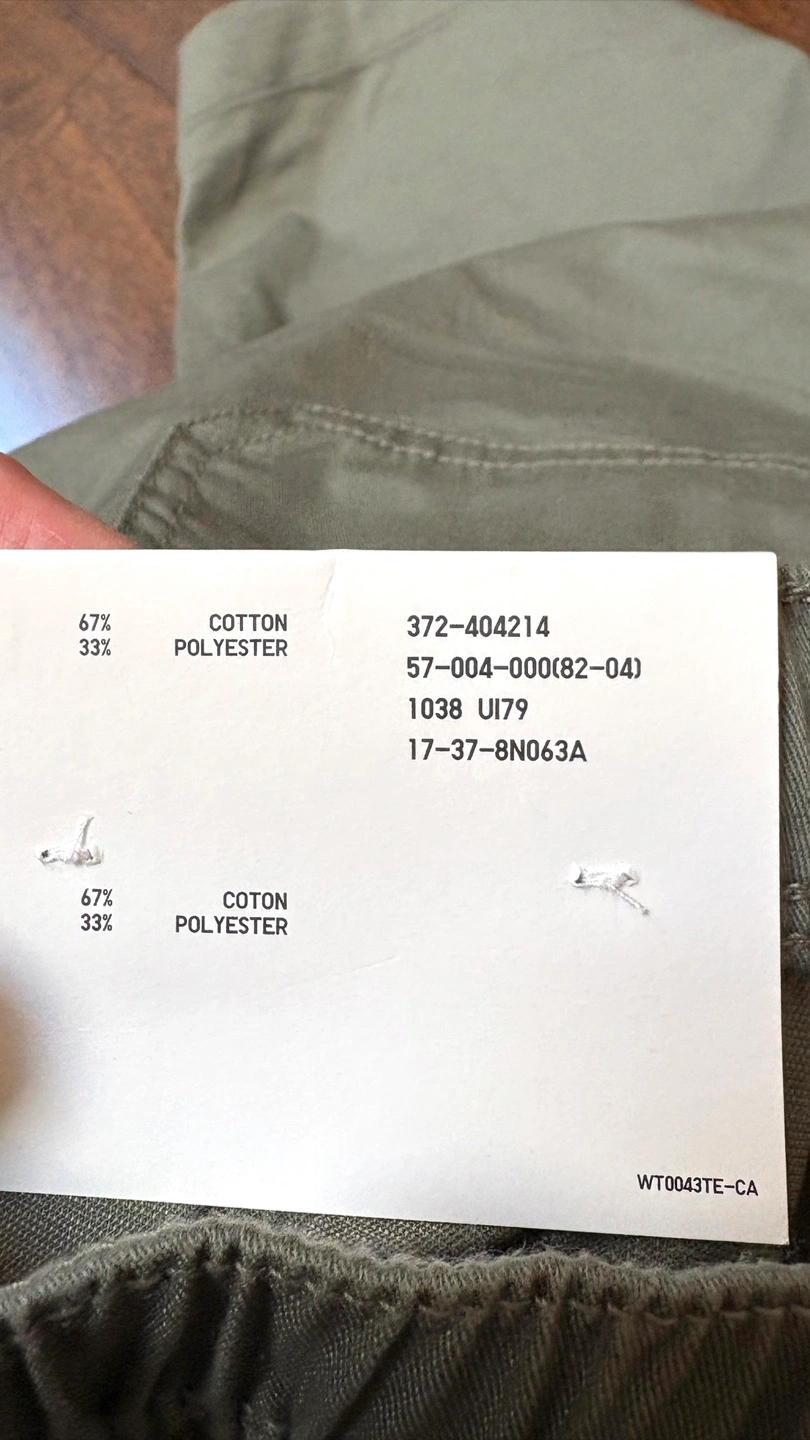 67% COTTON
33% POLYESTER
372-404214
57-004-000(82-04)
1038 UI79
17-37-8N063A
67% COTON
33% POLYESTER
WT0043TE-CA